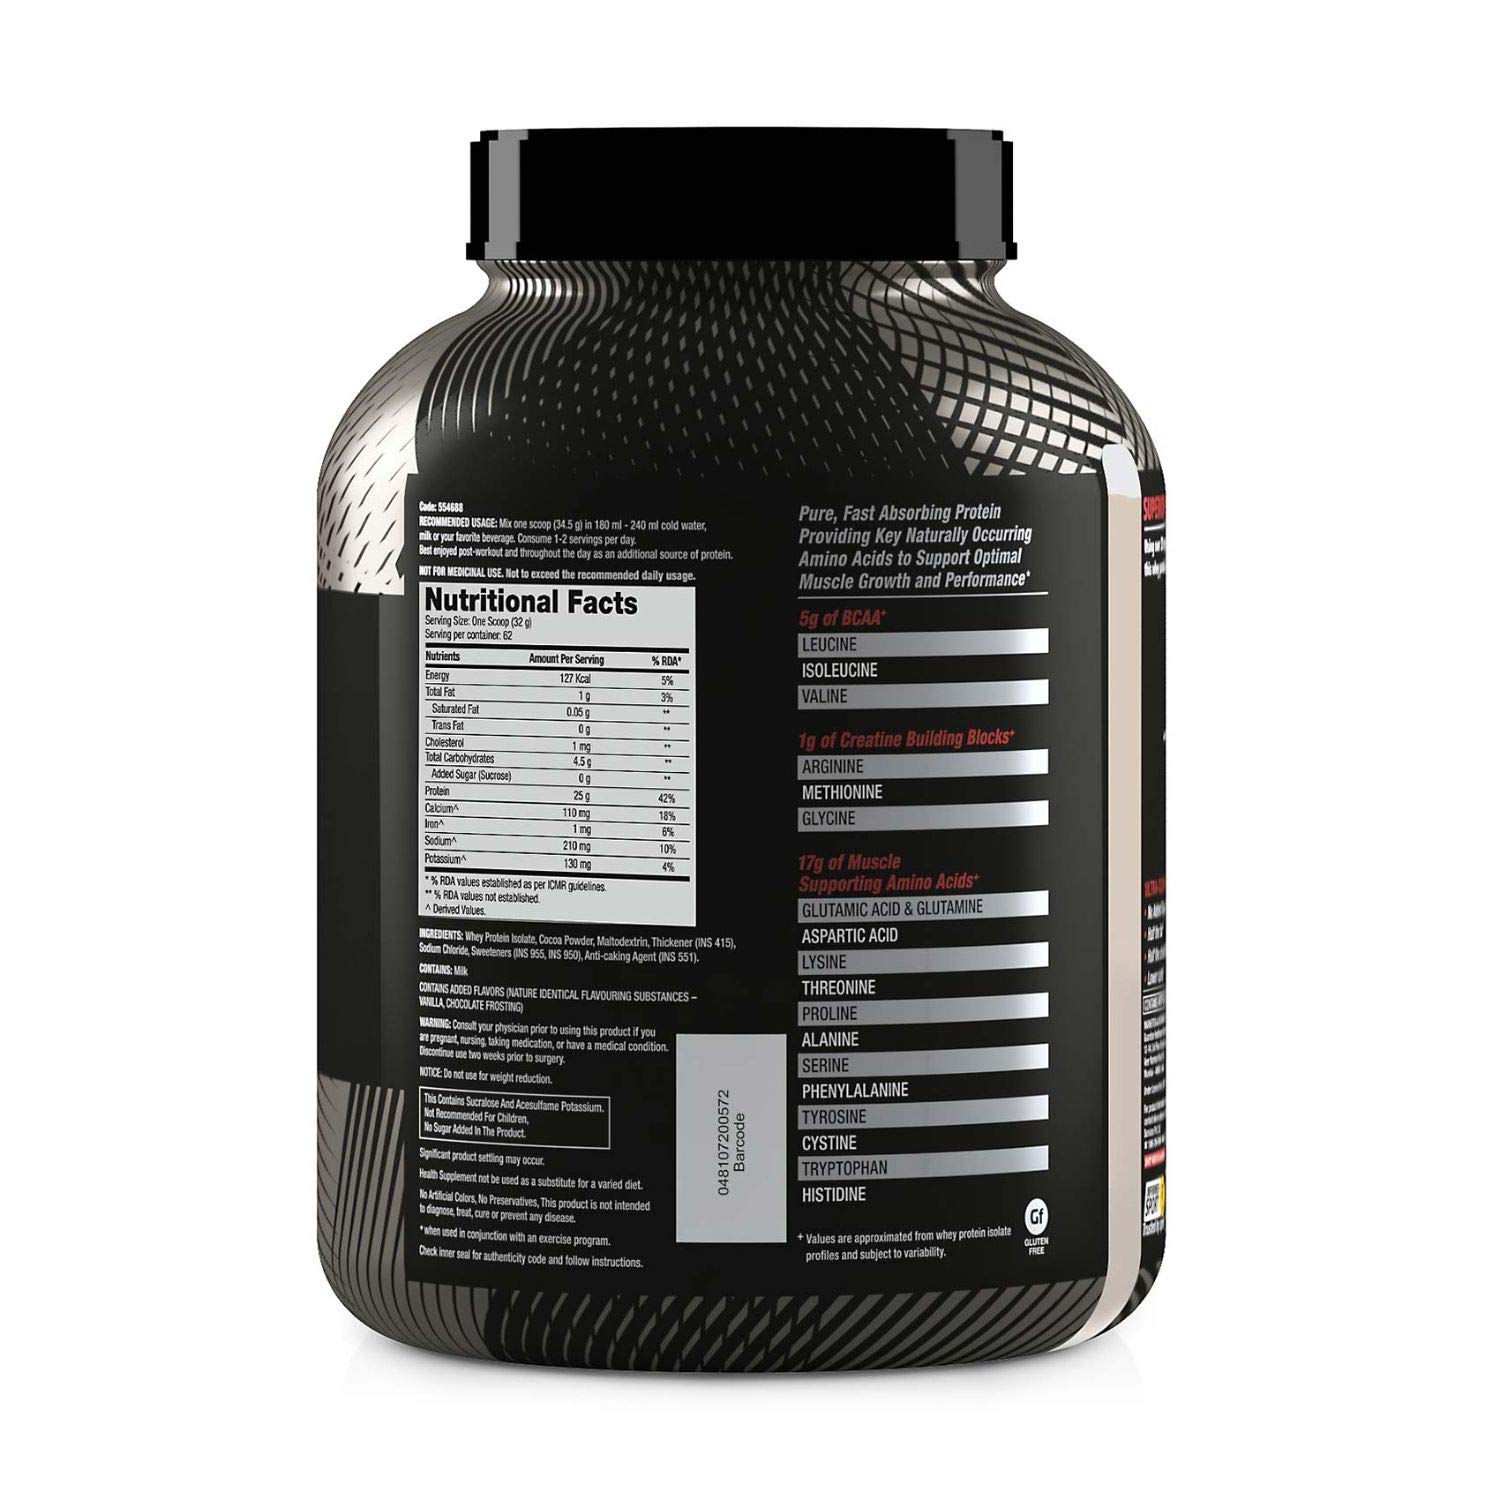 Code: 554688
RECOMMENDED USAGE: Mix one scoop (34.5 g) in 180 ml - 240 ml cold water,
milk or your favorite beverage. Consume 1-2 servings per day.
Best enjoyed post-workout and throughout the day as an additional source of protein.
NOT FOR MEDICINAL USE. Not to exceed the recommended daily usage.
Nutritional Facts
Serving Size: One Scoop (32 g)
Serving per container: 62
Nutrients Amount Per Serving % RDA*
Energy 127 Kcal 5%
Total Fat 1 g 3%
Saturated Fat 0.05 g **
Trans Fat 0 g **
Cholesterol 1 mg **
Total Carbohydrates 4.5 g **
Added Sugar (Sucrose) 0 g **
Protein 25 g 42%
Calcium^ 110 mg 18%
Iron^ 1 mg 6%
Sodium^ 210 mg 10%
Potassium^ 130 mg 4%
* % RDA values established as per ICMR guidelines.
** % RDA values not established.
^ Derived Values.
INGREDIENTS: Whey Protein Isolate, Cocoa Powder, Maltodextrin, Thickener (INS 415),
Sodium Chloride, Sweeteners (INS 955, INS 950), Anti-caking Agent (INS 551).
CONTAINS: Milk
CONTAINS ADDED FLAVORS (NATURE IDENTICAL FLAVOURING SUBSTANCES –
VANILLA, CHOCOLATE FROSTING)
WARNING: Consult your physician prior to using this product if you
are pregnant, nursing, taking medication, or have a medical condition.
Discontinue use two weeks prior to surgery.
NOTICE: Do not use for weight reduction.
This Contains Sucralose And Acesulfame Potassium.
Not Recommended For Children,
No Sugar Added In The Product.
Significant product settling may occur.
Health Supplement not be used as a substitute for a varied diet.
No Artificial Colors, No Preservatives, This product is not intended
to diagnose, treat, cure or prevent any disease.
*when used in conjunction with an exercise program.
Check inner seal for authenticity code and follow instructions.
048107200572
Barcode
Pure, Fast Absorbing Protein
Providing Key Naturally Occurring
Amino Acids to Support Optimal
Muscle Growth and Performance*
5g of BCAA+
LEUCINE
ISOLEUCINE
VALINE
1g of Creatine Building Blocks+
ARGININE
METHIONINE
GLYCINE
17g of Muscle
Supporting Amino Acids+
GLUTAMIC ACID & GLUTAMINE
ASPARTIC ACID
LYSINE
THREONINE
PROLINE
ALANINE
SERINE
PHENYLALANINE
TYROSINE
CYSTINE
TRYPTOPHAN
HISTIDINE
+ Values are approximated from whey protein isolate
profiles and subject to variability.
Gf
GLUTEN
FREE